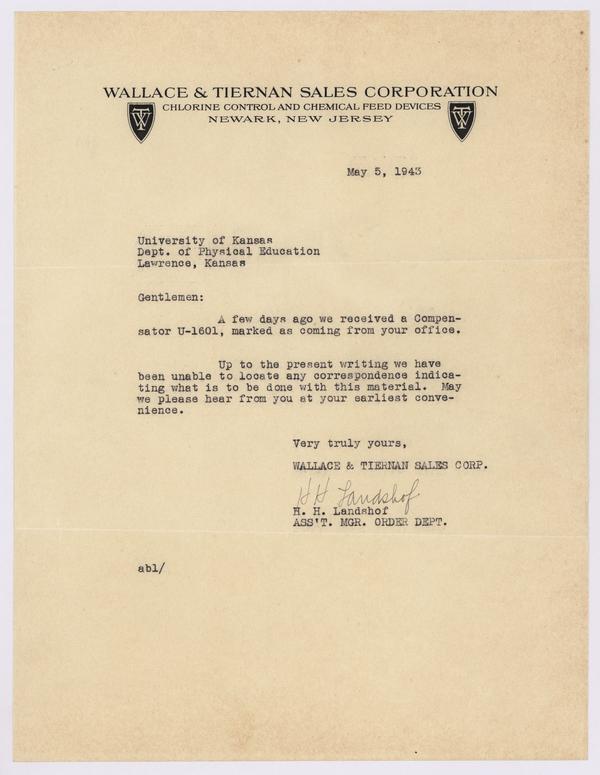 WALLACE & TIERNAN SALES CORPORATION
CHLORINE CONTROL AND CHEMICAL FEED DEVICES
NEWARK, NEW JERSEY
WT
WT
May 5, 1943
University of Kansas
Dept. of Physical Education
Lawrence, Kansas
Gentlemen:
A few days ago we received a Compen-
sator U-1601, marked as coming from your office.
Up to the present writing we have
been unable to locate any correspondence indica-
ting what is to be done with this material. May
we please hear from you at your earliest conve-
nience.
Very truly yours,
WALLACE & TIERNAN SALES CORP.
H H Landshof
H. H. Landshof
ASS'T. MGR. ORDER DEPT.
abl/